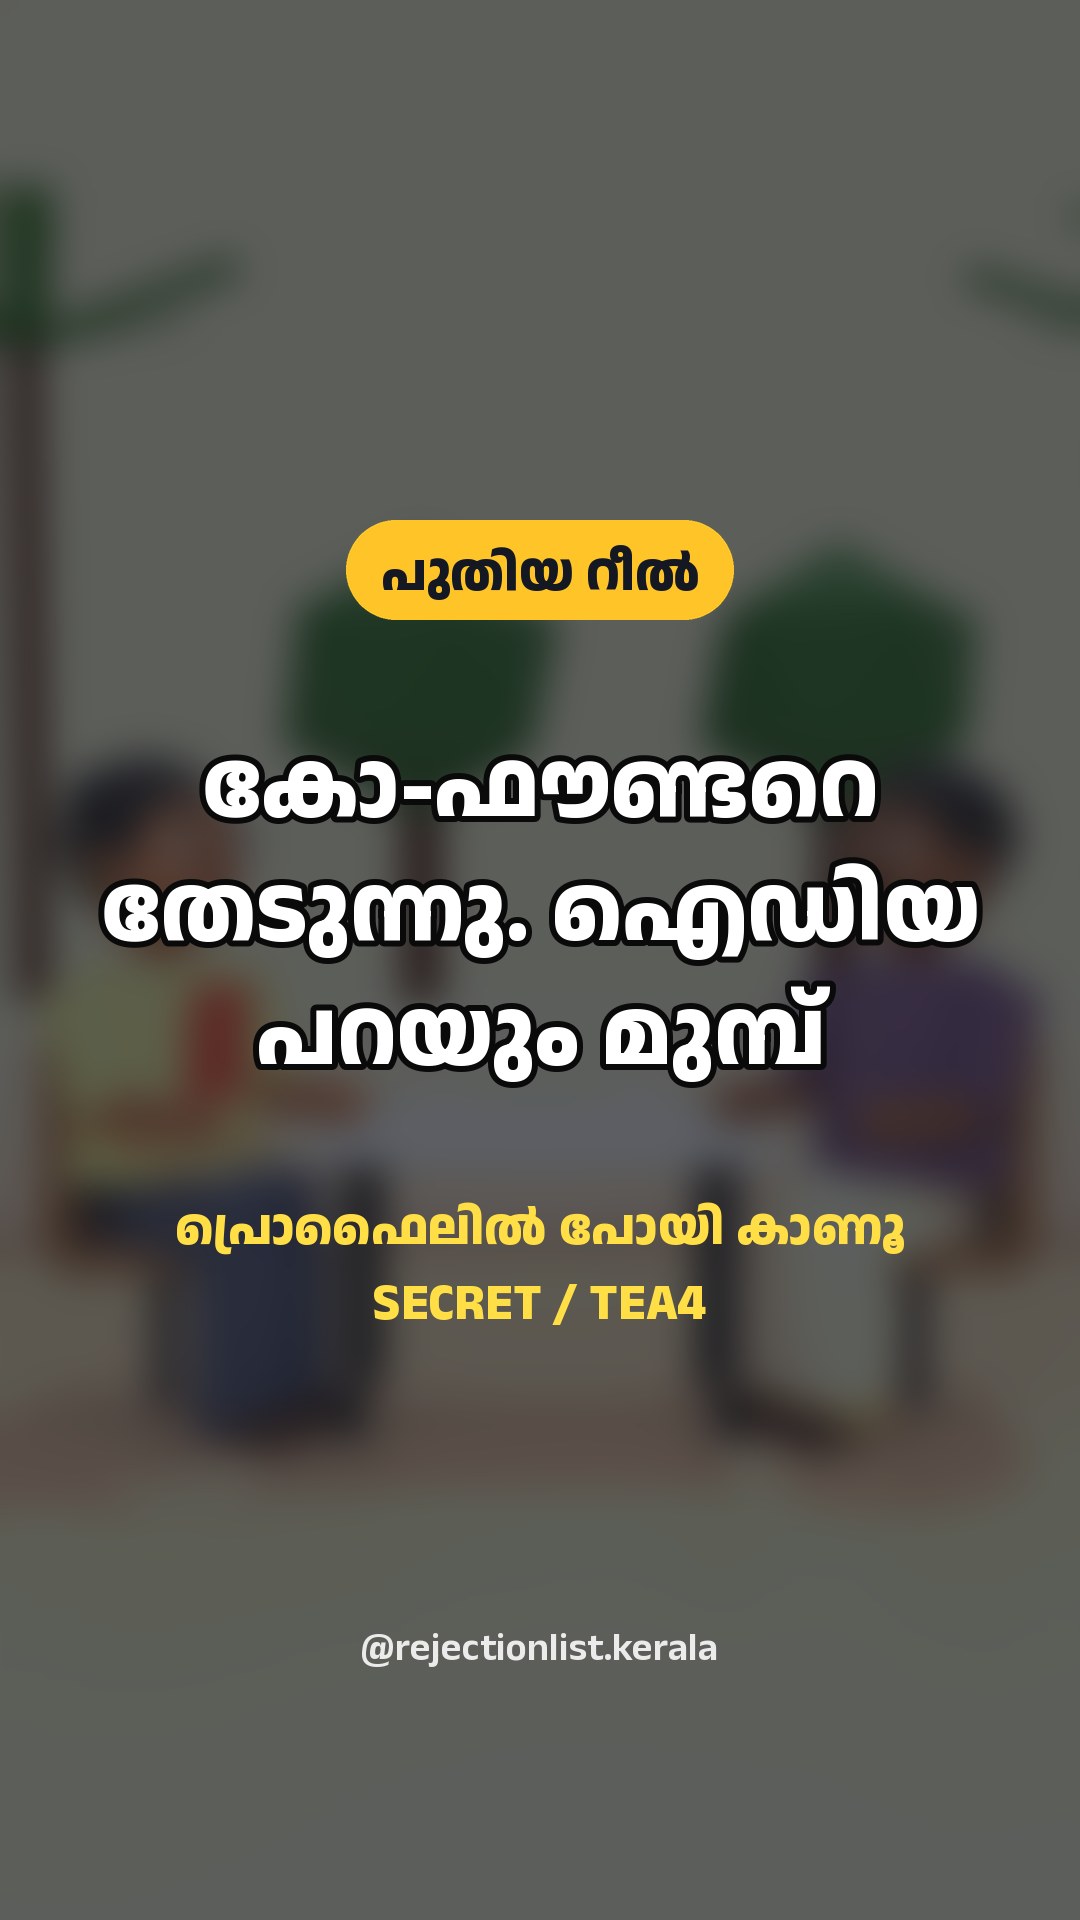 പുതിയ റീൽ
കോ-ഫൗണ്ടറെ
തേടുന്നു. ഐഡിയ
പറയും മുമ്പ്
പ്രൊഫൈലിൽ പോയി കാണൂ
SECRET / TEA4
@rejectionlist.kerala